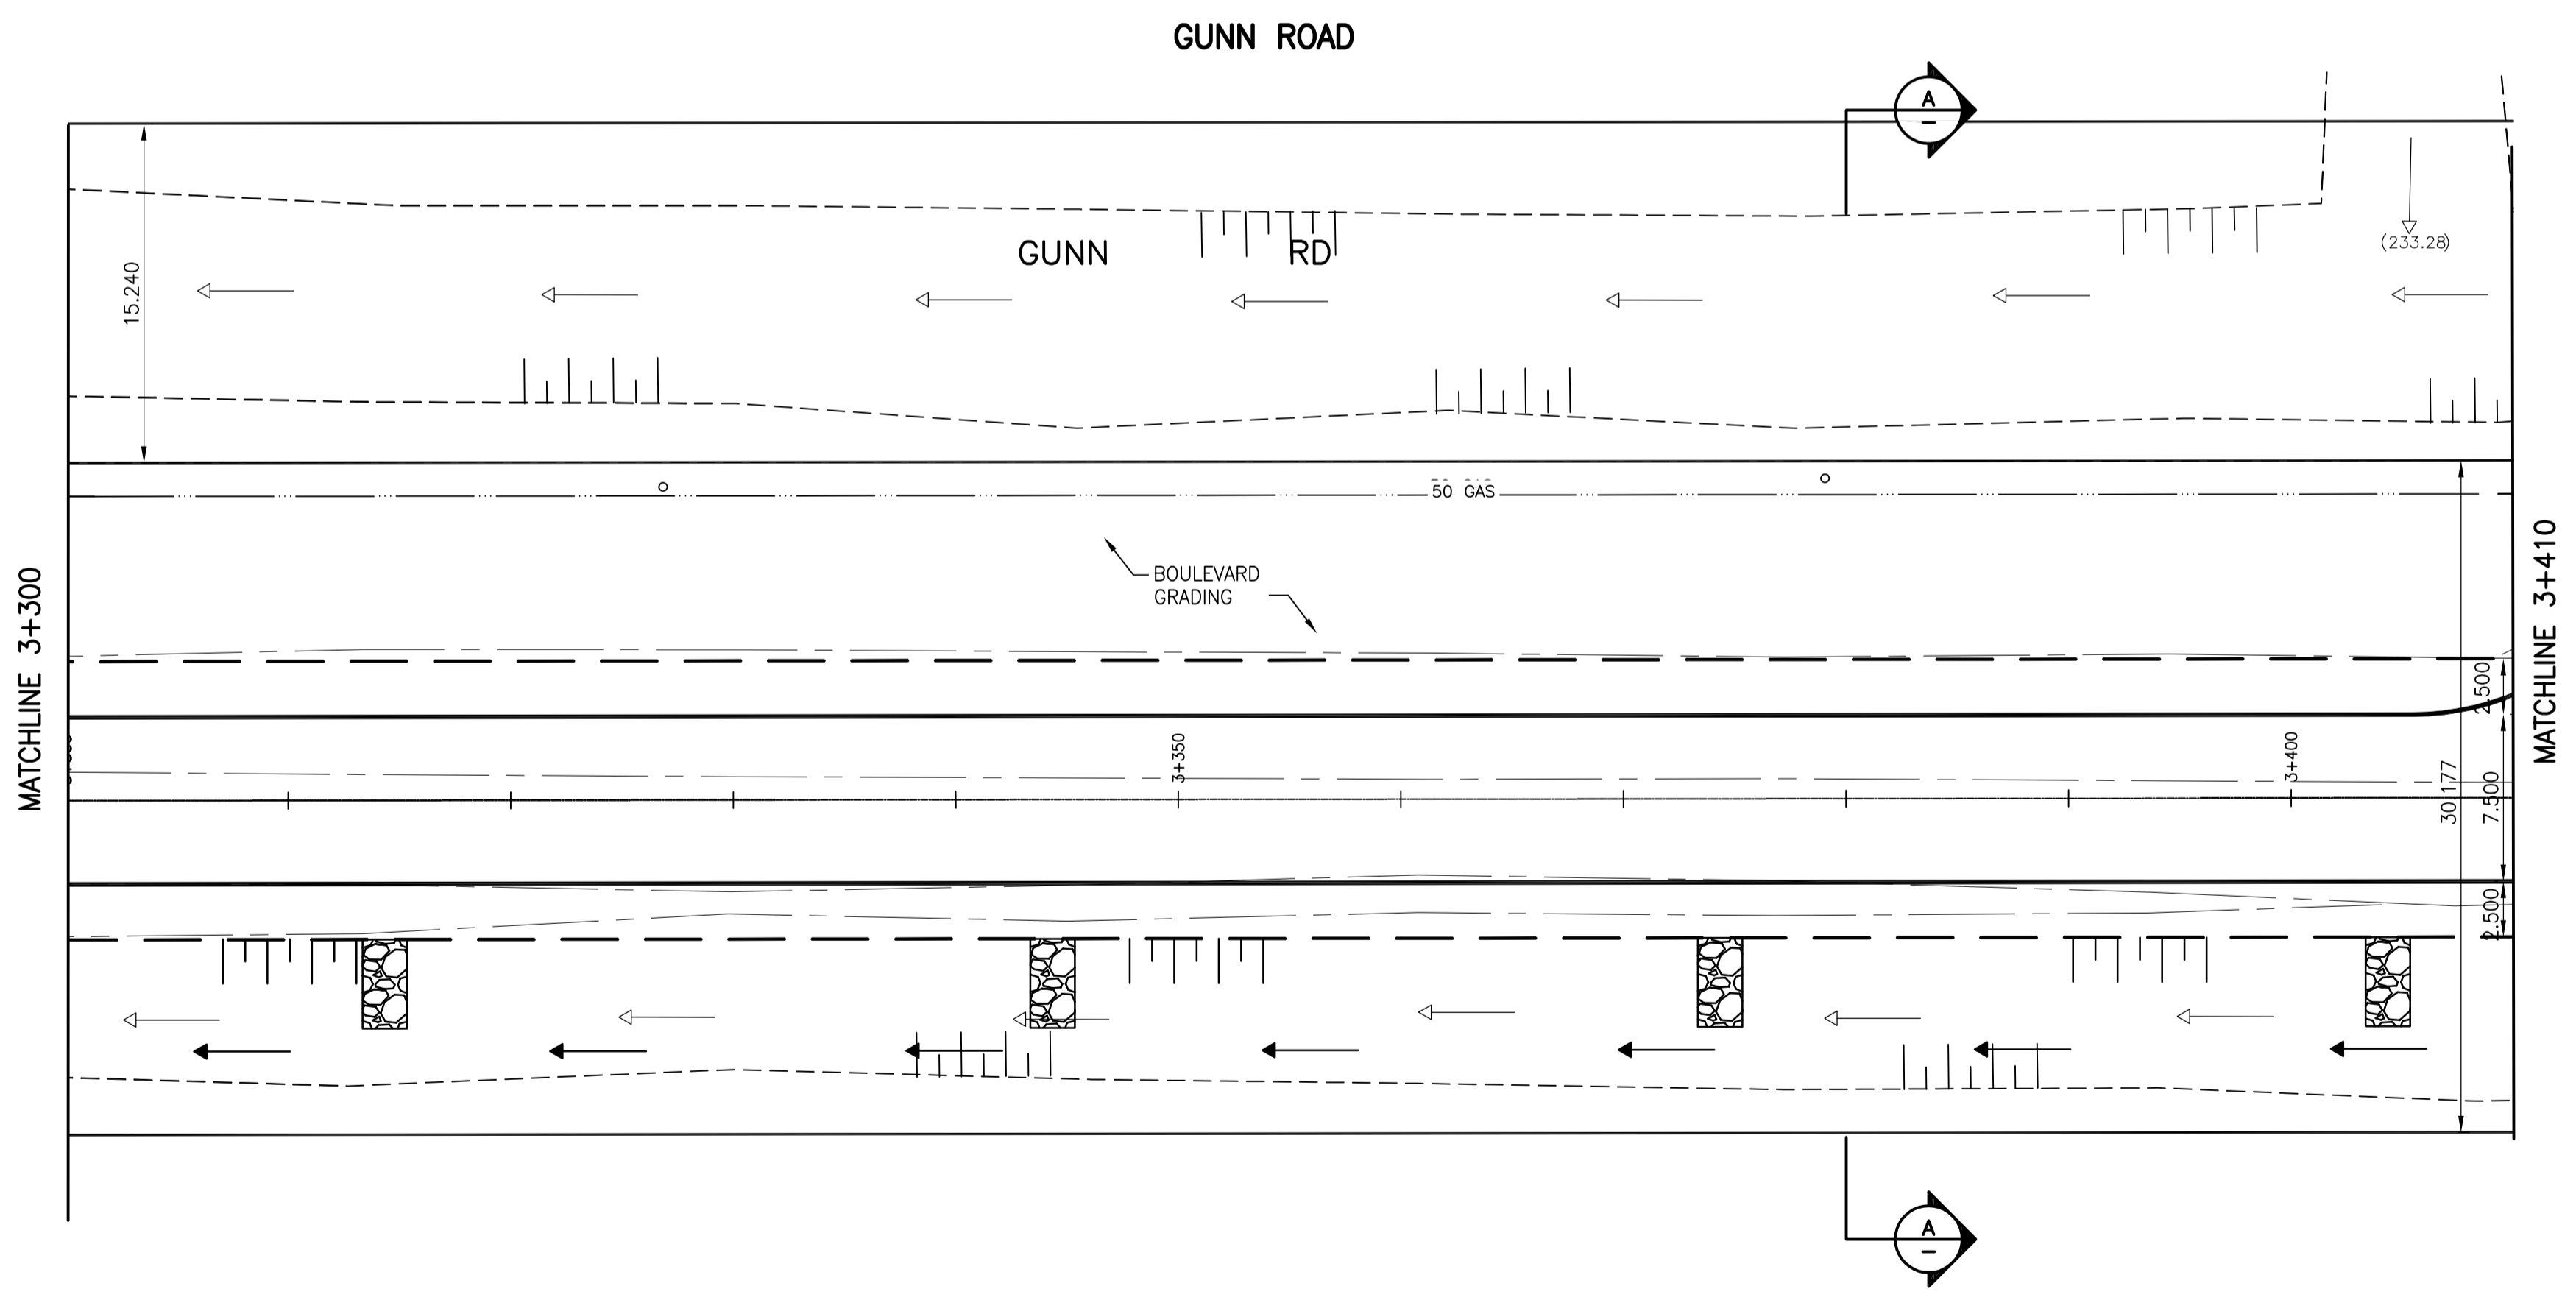 GUNN ROAD
A
GUNN RD
(233.28)
15.240
50 GAS
BOULEVARD
GRADING
MATCHLINE 3+300
MATCHLINE 3+410
2.500
3+350
3+400
30.177
7.500
2.500
A